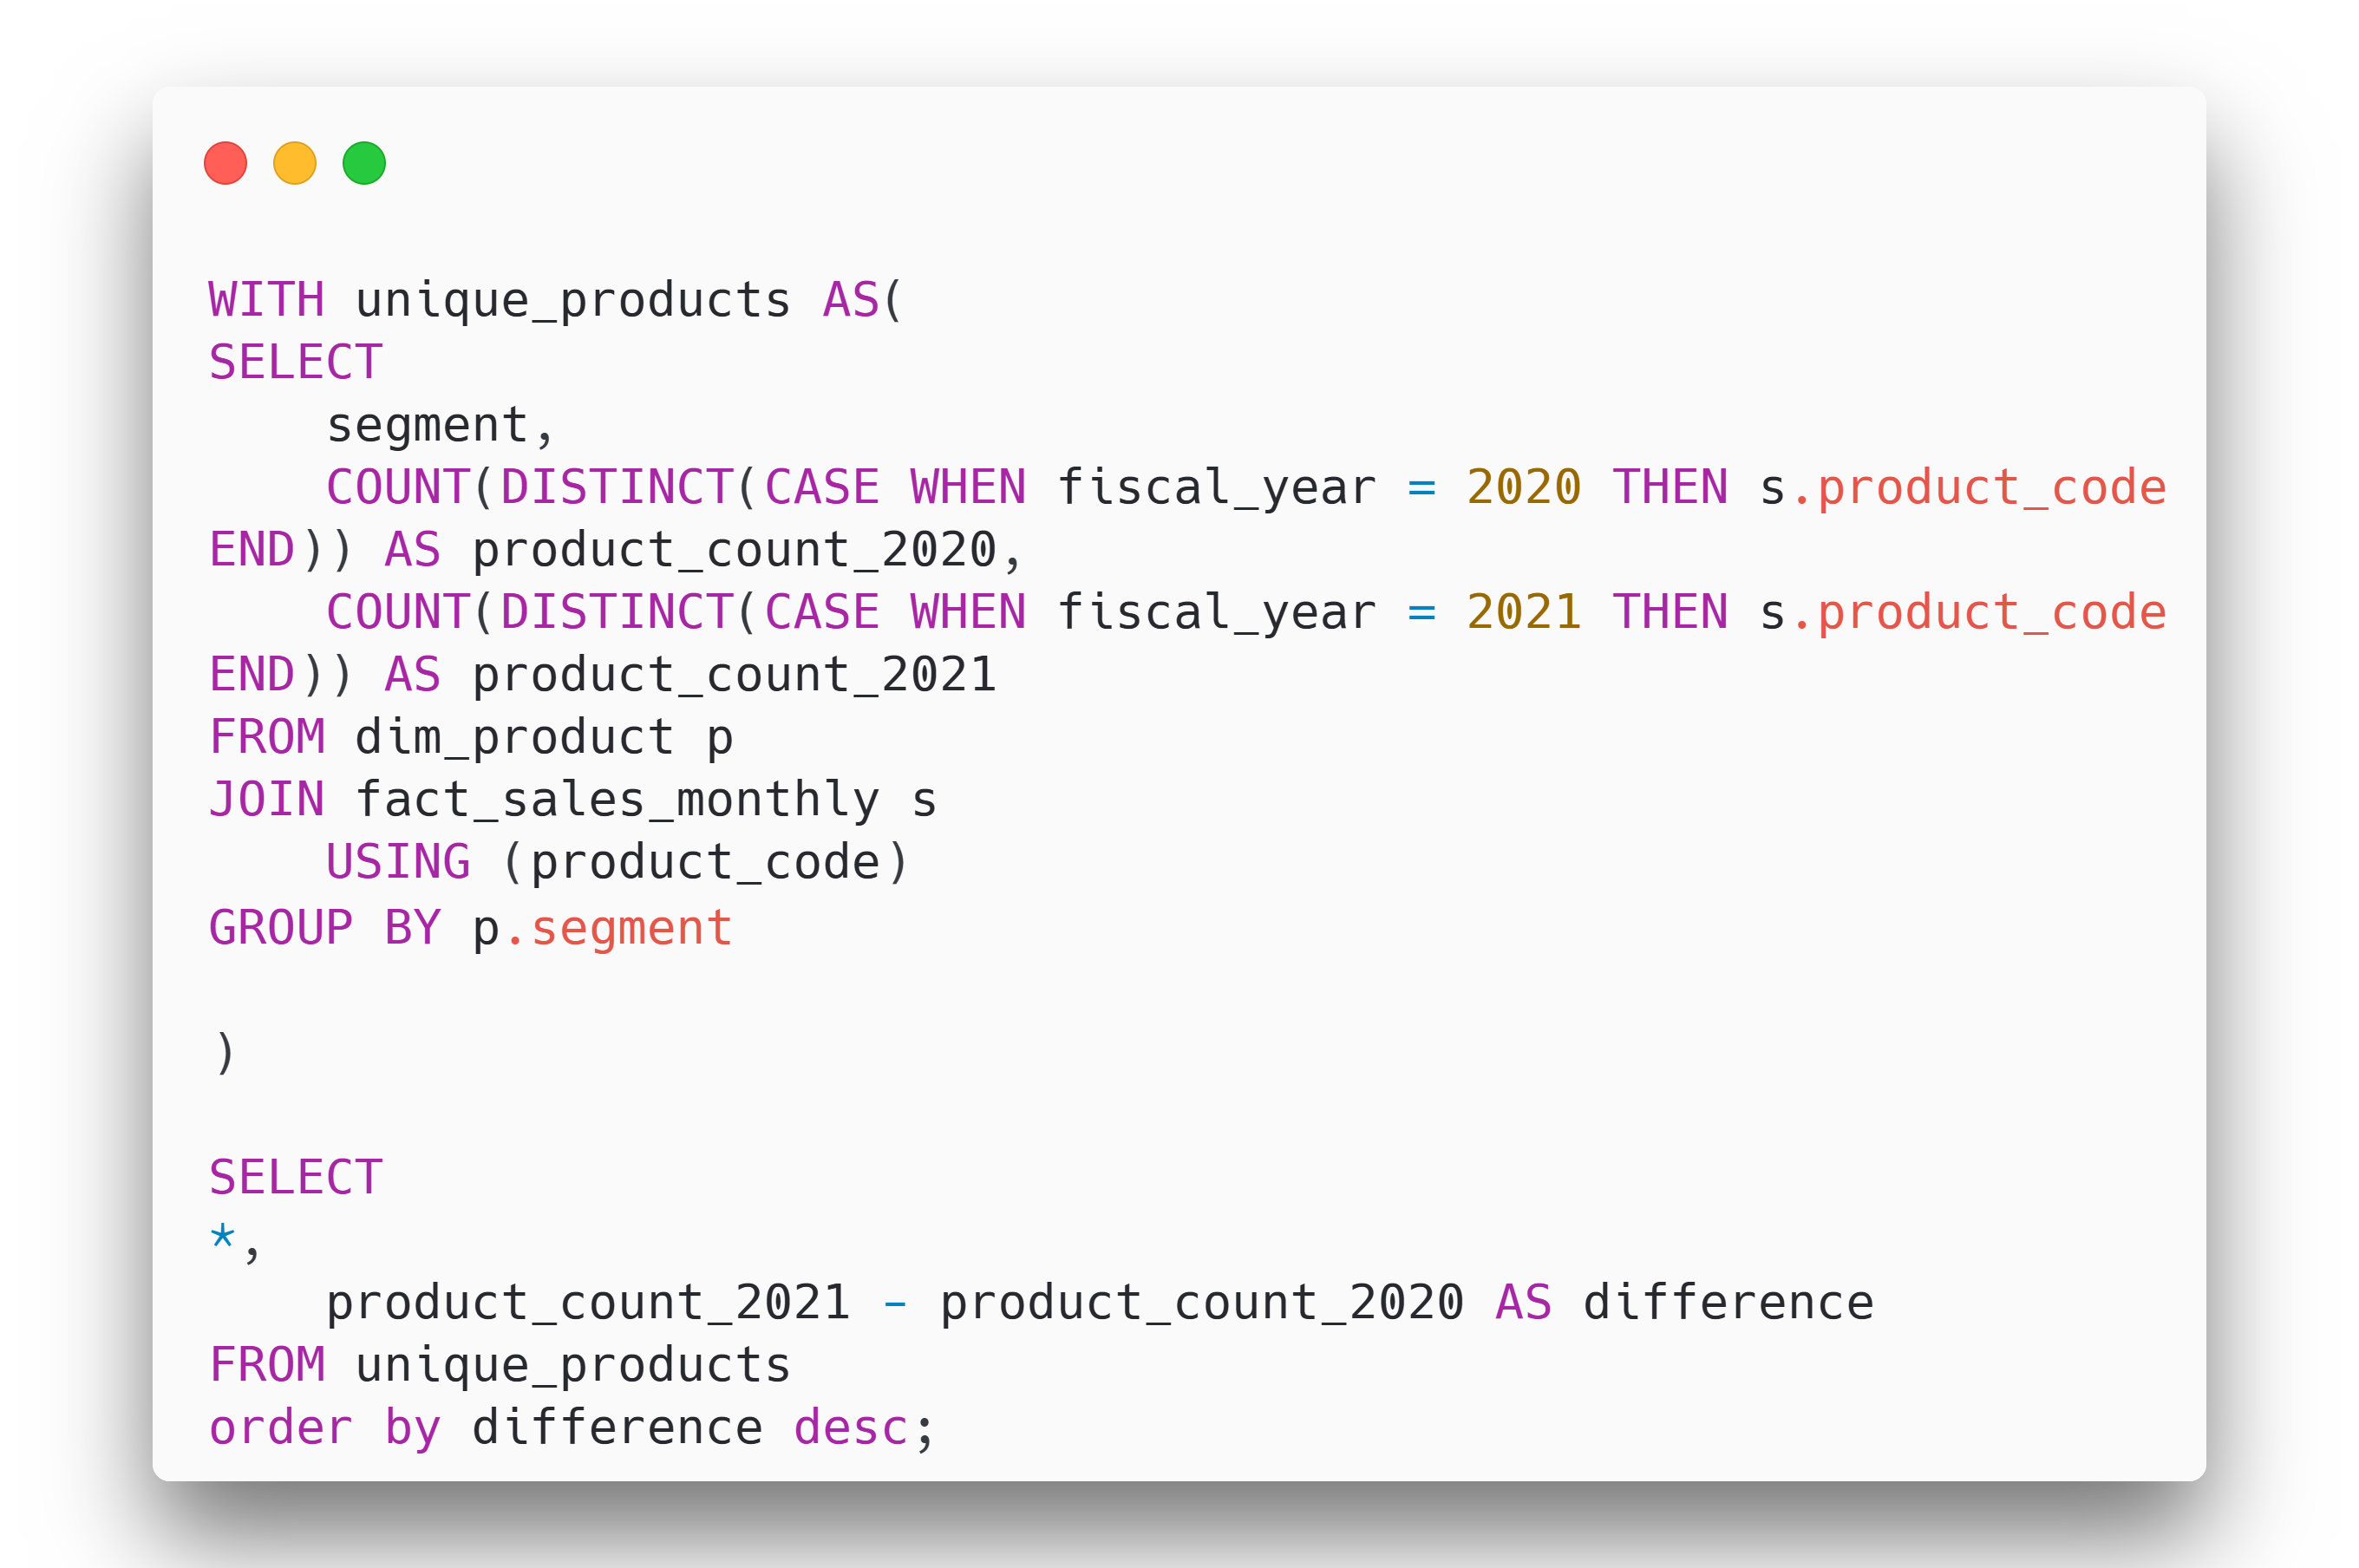 WITH unique_products AS(
SELECT
    segment,
    COUNT(DISTINCT(CASE WHEN fiscal_year = 2020 THEN s.product_code
END)) AS product_count_2020,
    COUNT(DISTINCT(CASE WHEN fiscal_year = 2021 THEN s.product_code
END)) AS product_count_2021
FROM dim_product p
JOIN fact_sales_monthly s
    USING (product_code)
GROUP BY p.segment
)
SELECT
*,
    product_count_2021 - product_count_2020 AS difference
FROM unique_products
order by difference desc;